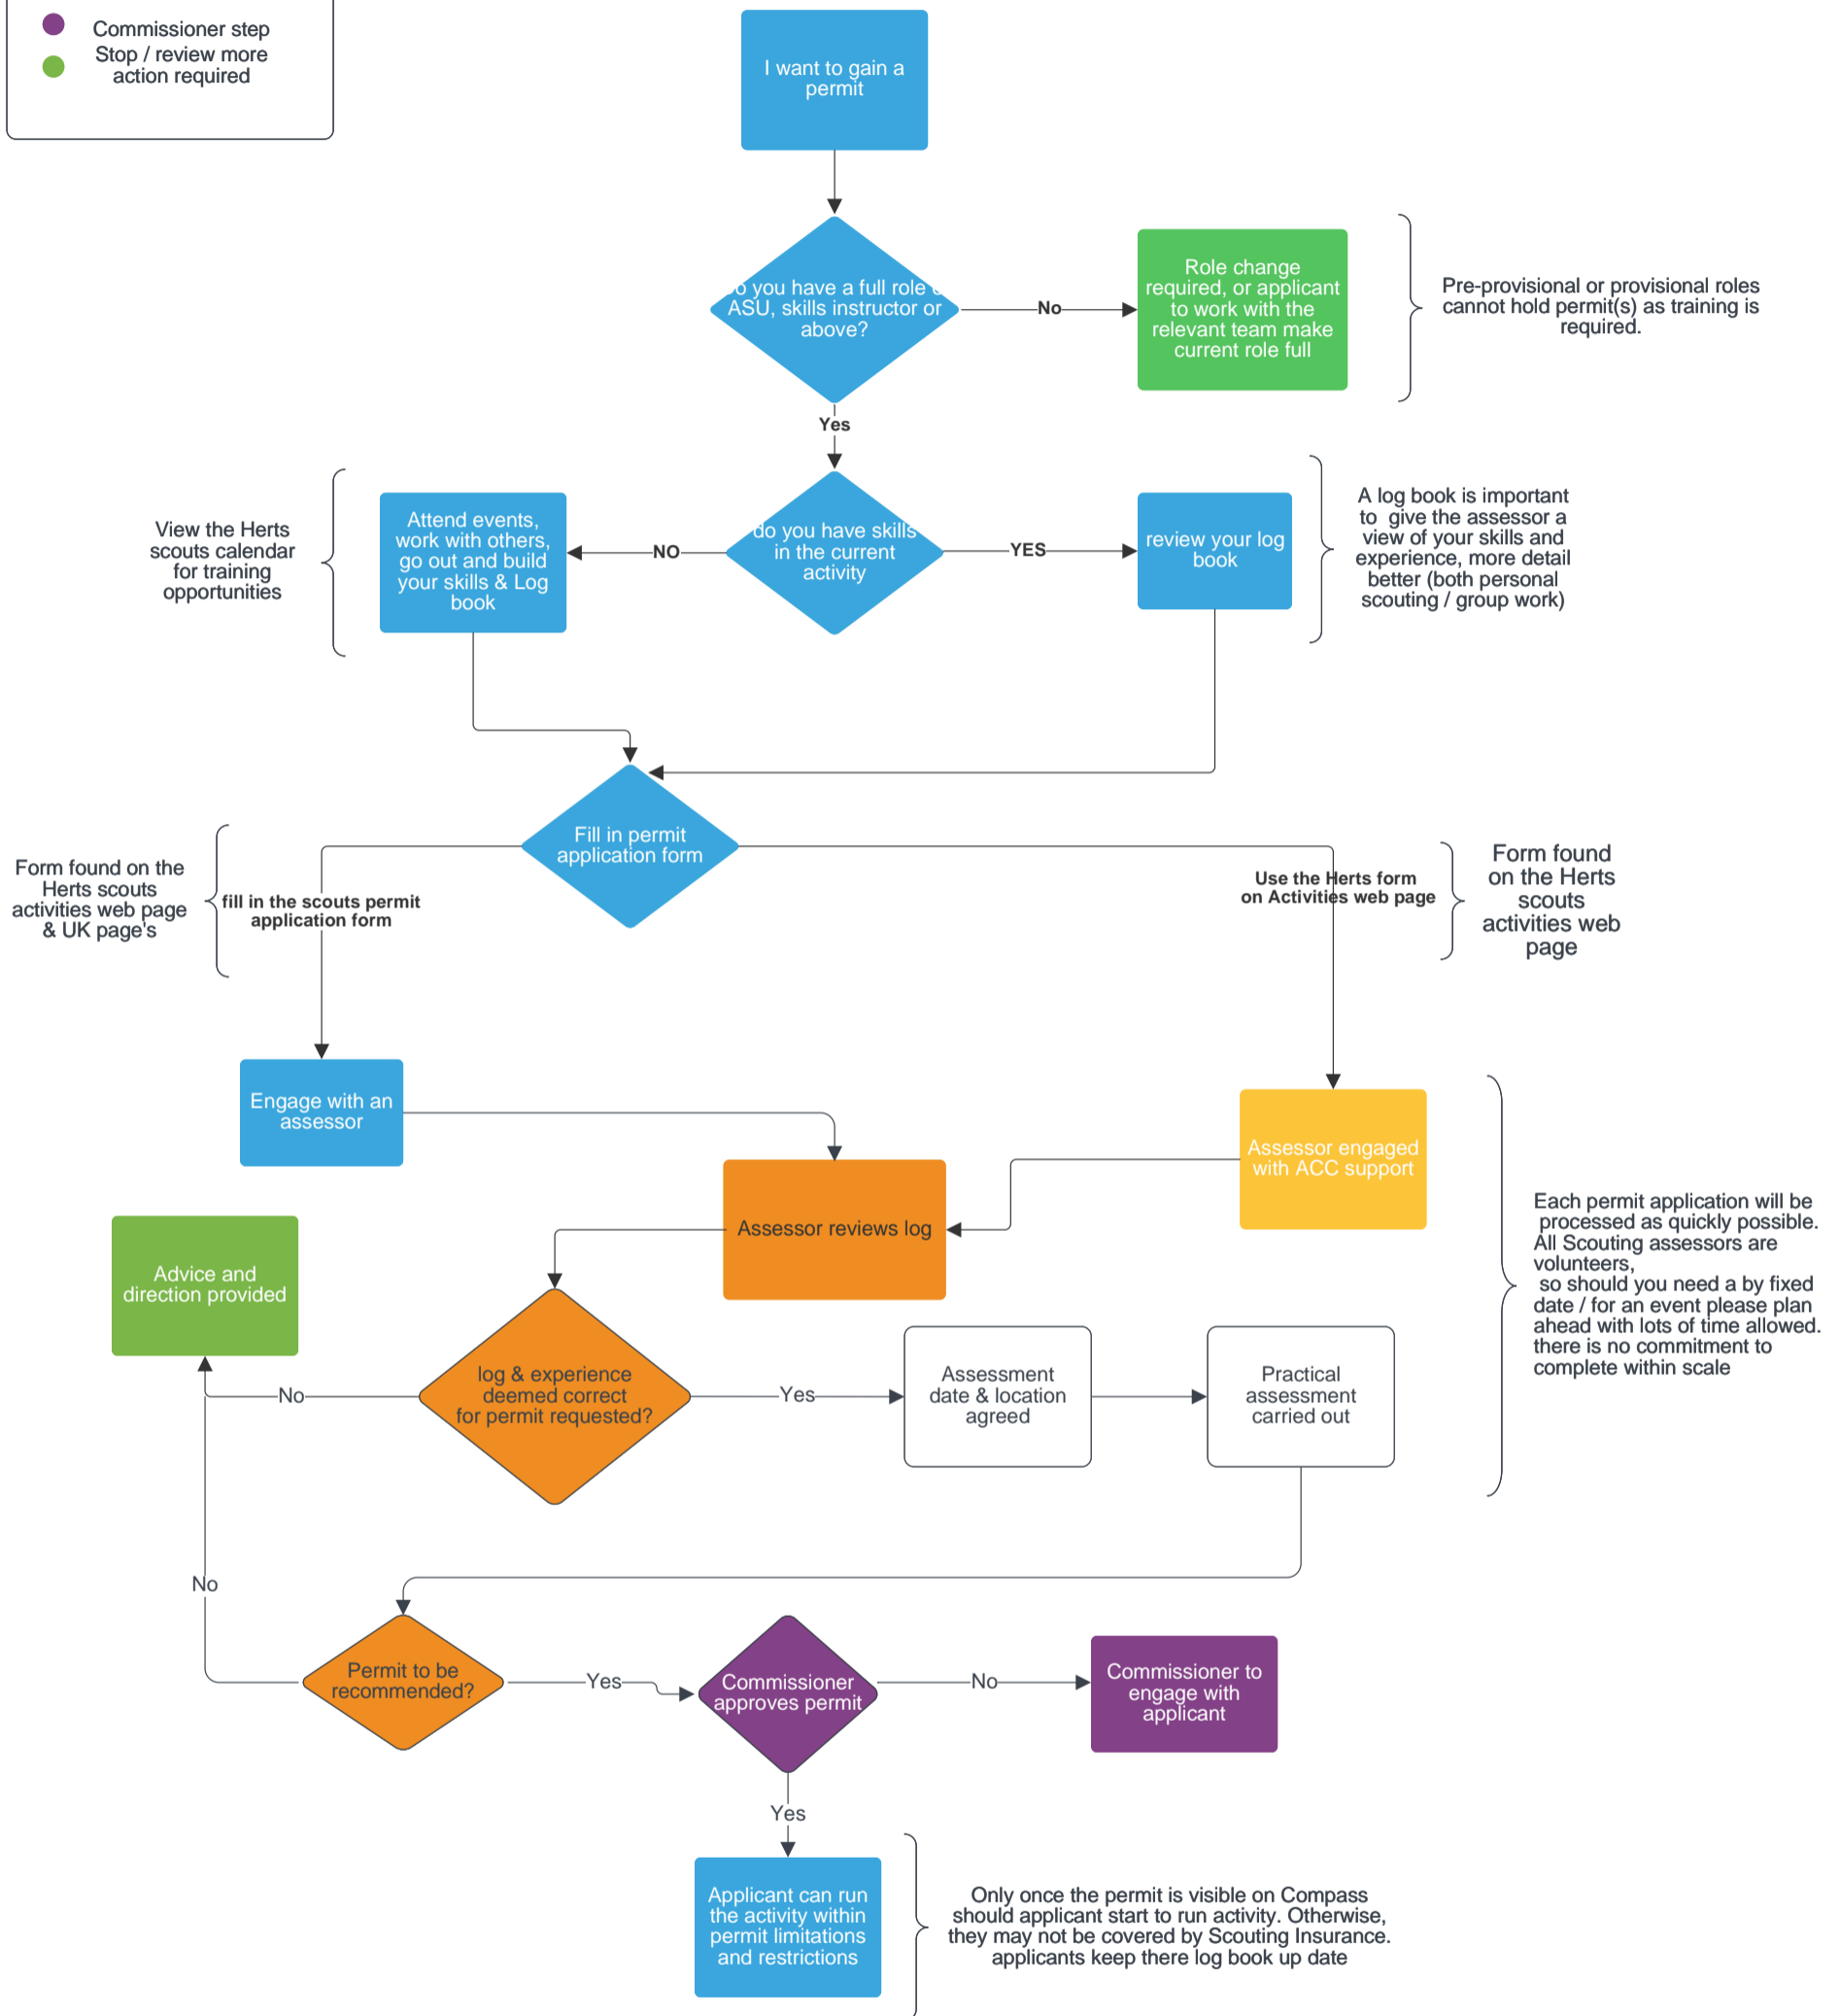 Commissioner step
Stop / review more
action required
I want to gain a
permit
you have a full role
ASU, skills instructor or
above?
No
Role change
required, or applicant
to work with the
relevant team make
current role full
Pre-provisional or provisional roles
cannot hold permit(s) as training is
required.
Yes
View the Herts
scouts calendar
for training
opportunities
Attend events,
work with others,
go out and build
your skills & Log
book
NO
do you have skills
in the current
activity
YES
review your log
book
A log book is important
to give the assessor a
view of your skills and
experience, more detail
better (both personal
scouting / group work)
Fill in permit
application form
Form found on the
Herts scouts
activities web page
& UK page's
fill in the scouts permit
application form
Use the Herts form
on Activities web page
Form found
on the Herts
scouts
activities web
page
Engage with an
assessor
Assessor engaged
with ACC support
Assessor reviews log
Each permit application will be
processed as quickly possible.
All Scouting assessors are
volunteers,
so should you need a by fixed
date / for an event please plan
ahead with lots of time allowed.
there is no commitment to
complete within scale
Advice and
direction provided
No
log & experience
deemed correct
for permit requested?
Yes
Assessment
date & location
agreed
Practical
assessment
carried out
No
Permit to be
recommended?
Yes
Commissioner
approves permit
No
Commissioner to
engage with
applicant
Yes
Applicant can run
the activity within
permit limitations
and restrictions
Only once the permit is visible on Compass
should applicant start to run activity. Otherwise,
they may not be covered by Scouting Insurance.
applicants keep there log book up date